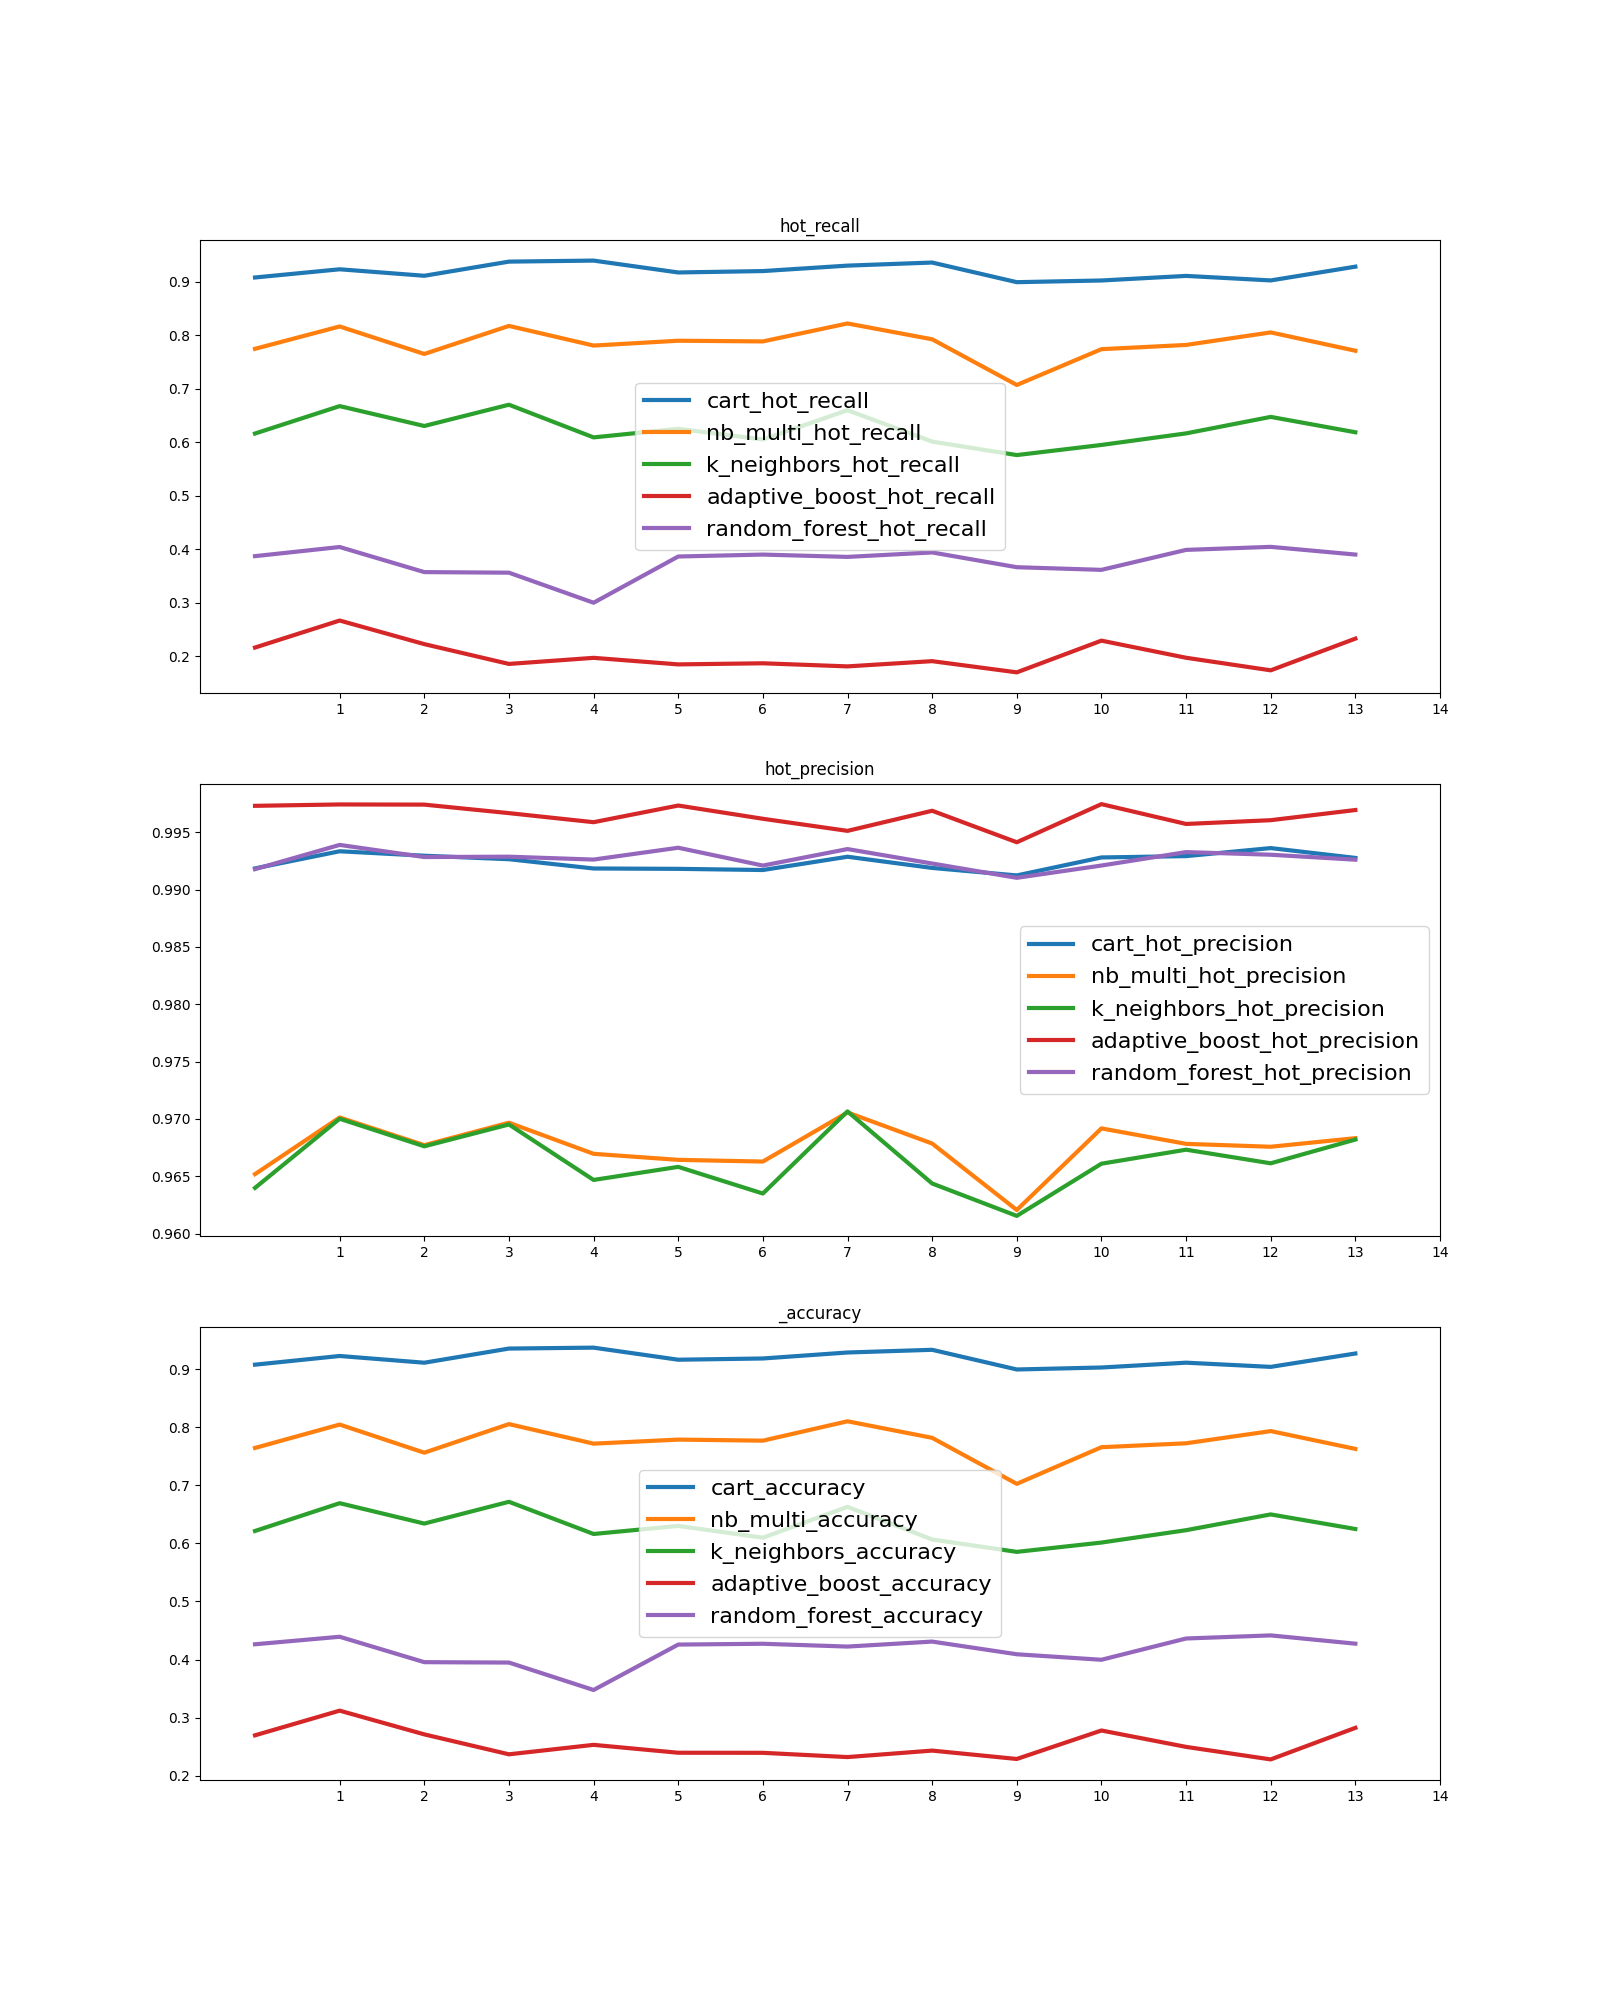 hot_recall
0.9
0.8
0.7
0.6
0.5
0.4
0.3
0.2
cart_hot_recall
nb_multi_hot_recall
k_neighbors_hot_recall
adaptive_boost_hot_recall
random_forest_hot_recall
1 2 3 4 5 6 7 8 9 10 11 12 13 14
hot_precision
0.995
0.990
0.985
0.980
0.975
0.970
0.965
0.960
cart_hot_precision
nb_multi_hot_precision
k_neighbors_hot_precision
adaptive_boost_hot_precision
random_forest_hot_precision
1 2 3 4 5 6 7 8 9 10 11 12 13 14
_accuracy
0.9
0.8
0.7
0.6
0.5
0.4
0.3
0.2
cart_accuracy
nb_multi_accuracy
k_neighbors_accuracy
adaptive_boost_accuracy
random_forest_accuracy
1 2 3 4 5 6 7 8 9 10 11 12 13 14